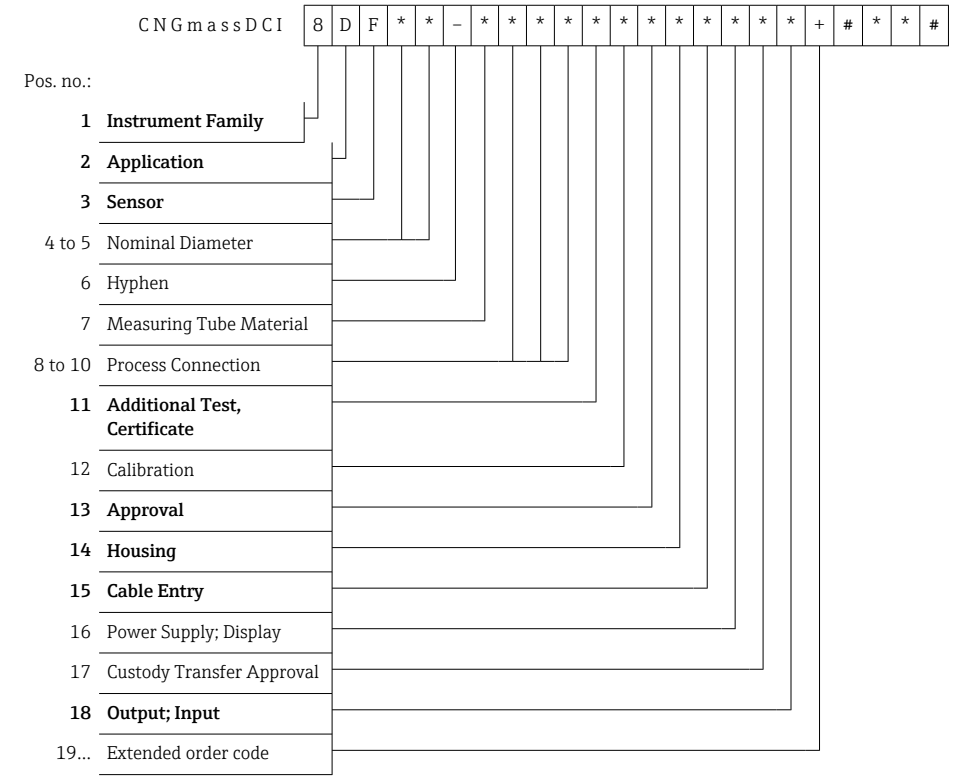 CNGmassDCI 8 D F * * – * * * * * * * * * * * * + # * * #
Pos. no.:
1 Instrument Family
2 Application
3 Sensor
4 to 5 Nominal Diameter
6 Hyphen
7 Measuring Tube Material
8 to 10 Process Connection
11 Additional Test,
Certificate
12 Calibration
13 Approval
14 Housing
15 Cable Entry
16 Power Supply; Display
17 Custody Transfer Approval
18 Output; Input
19... Extended order code